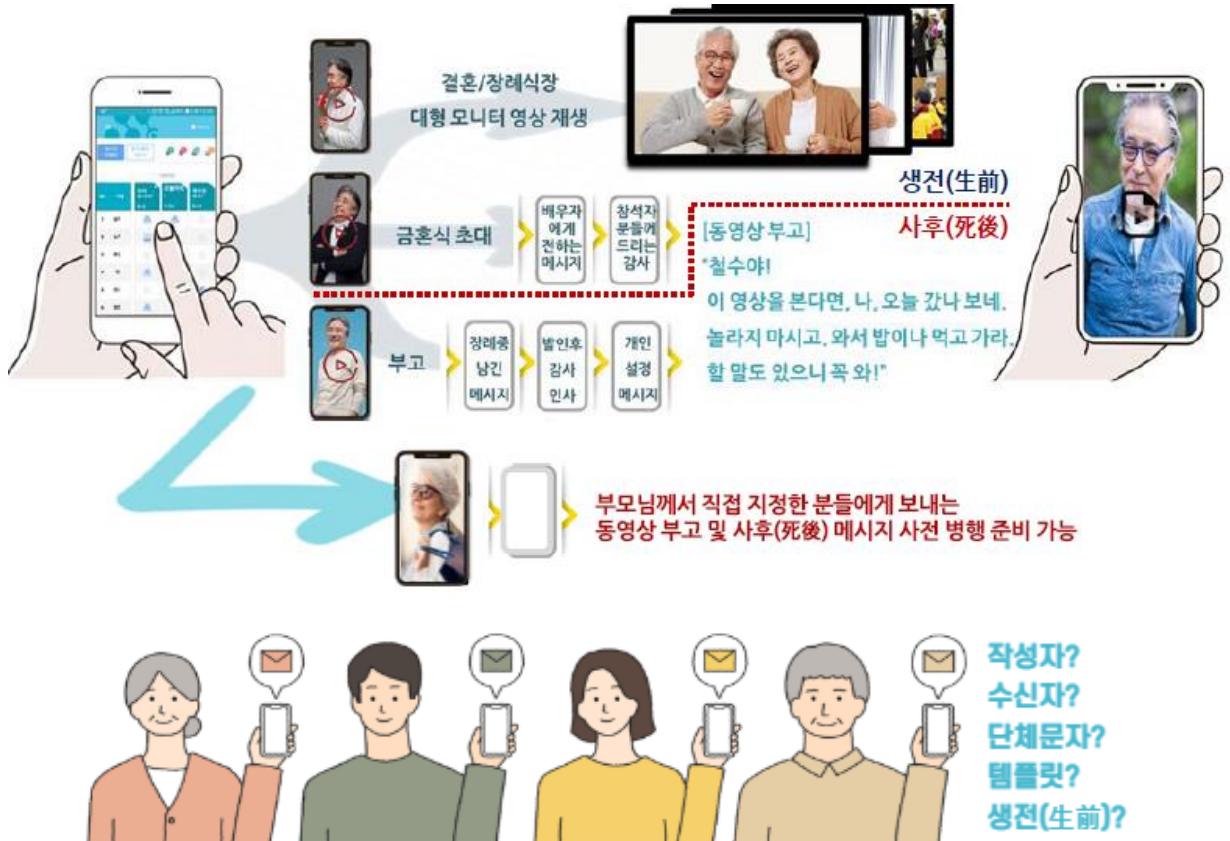 결혼/장례식장
대형 모니터 영상 재생
생전(生前)
사후(死後)
금혼식 초대
배우자
에게
전하는
메시지
참석자
분들께
드리는
감사
[동영상 부고]
"철수야!
이 영상을 본다면, 나, 오늘 갔나 보네.
놀라지 마시고, 와서 밥이나 먹고 가라.
할 말도 있으니 꼭 와!"
부고
장례중
남긴
메시지
발인후
감사
인사
개인
설정
메시지
부모님께서 직접 지정한 분들에게 보내는
동영상 부고 및 사후(死後) 메시지 사전 병행 준비 가능
작성자?
수신자?
단체문자?
템플릿?
생전(生前)?